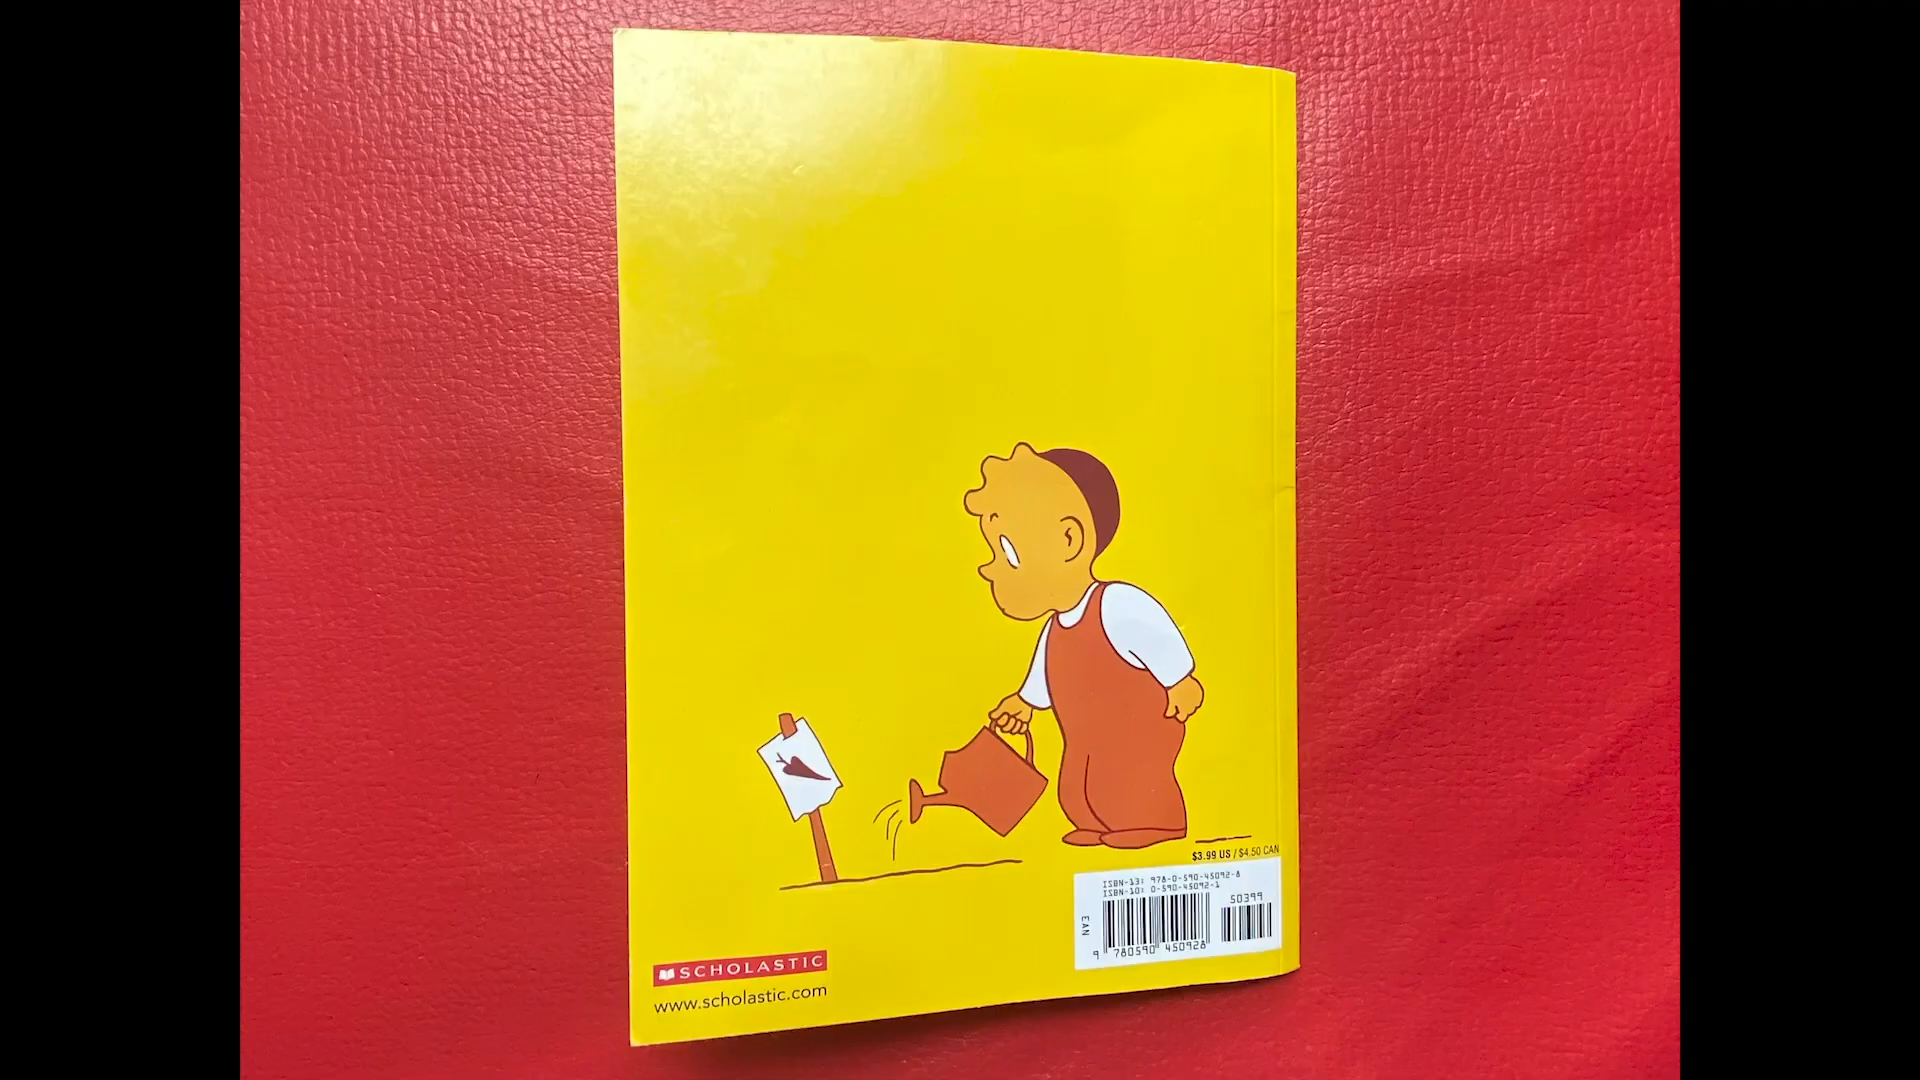 $3.99 US / $4.50 CAN
ISBN-13: 978-0-590-45092-8
ISBN-10: 0-590-45092-1
50399
EAN
9 780590 450928
SCHOLASTIC
www.scholastic.com